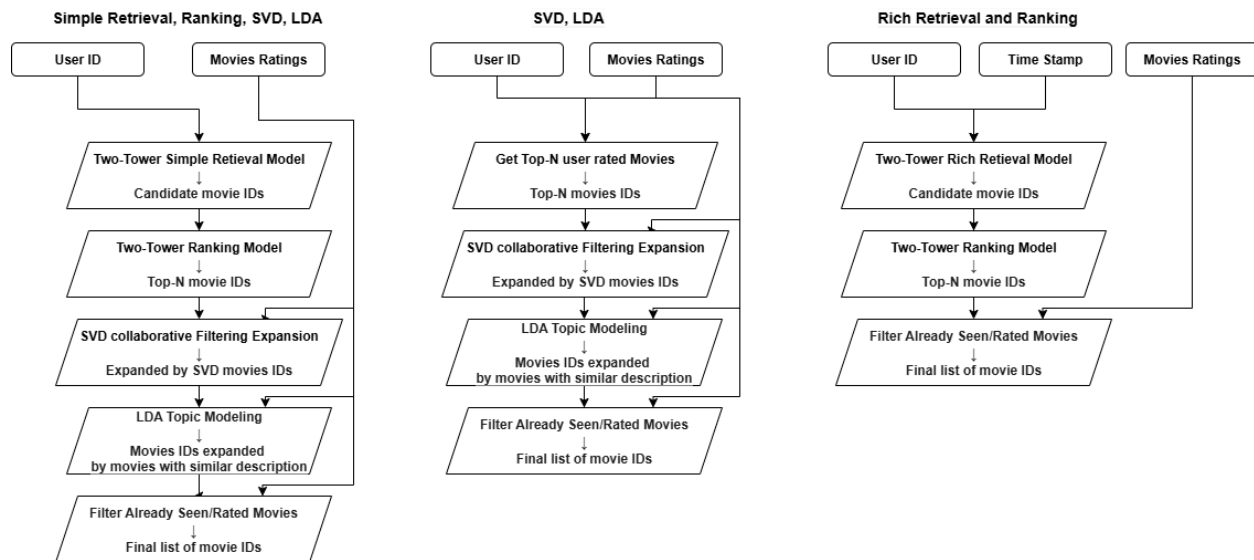 Simple Retrieval, Ranking, SVD, LDA
User ID
Movies Ratings
Two-Tower Simple Retieval Model
↓
Candidate movie IDs
Two-Tower Ranking Model
↓
Top-N movie IDs
SVD collaborative Filtering Expansion
↓
Expanded by SVD movies IDs
LDA Topic Modeling
↓
Movies IDs expanded
by movies with similar description
Filter Already Seen/Rated Movies
↓
Final list of movie IDs
SVD, LDA
User ID
Movies Ratings
Get Top-N user rated Movies
↓
Top-N movies IDs
SVD collaborative Filtering Expansion
↓
Expanded by SVD movies IDs
LDA Topic Modeling
↓
Movies IDs expanded
by movies with similar description
Filter Already Seen/Rated Movies
↓
Final list of movie IDs
Rich Retrieval and Ranking
User ID
Time Stamp
Movies Ratings
Two-Tower Rich Retrieval Model
↓
Candidate movie IDs
Two-Tower Ranking Model
↓
Top-N movie IDs
Filter Already Seen/Rated Movies
↓
Final list of movie IDs